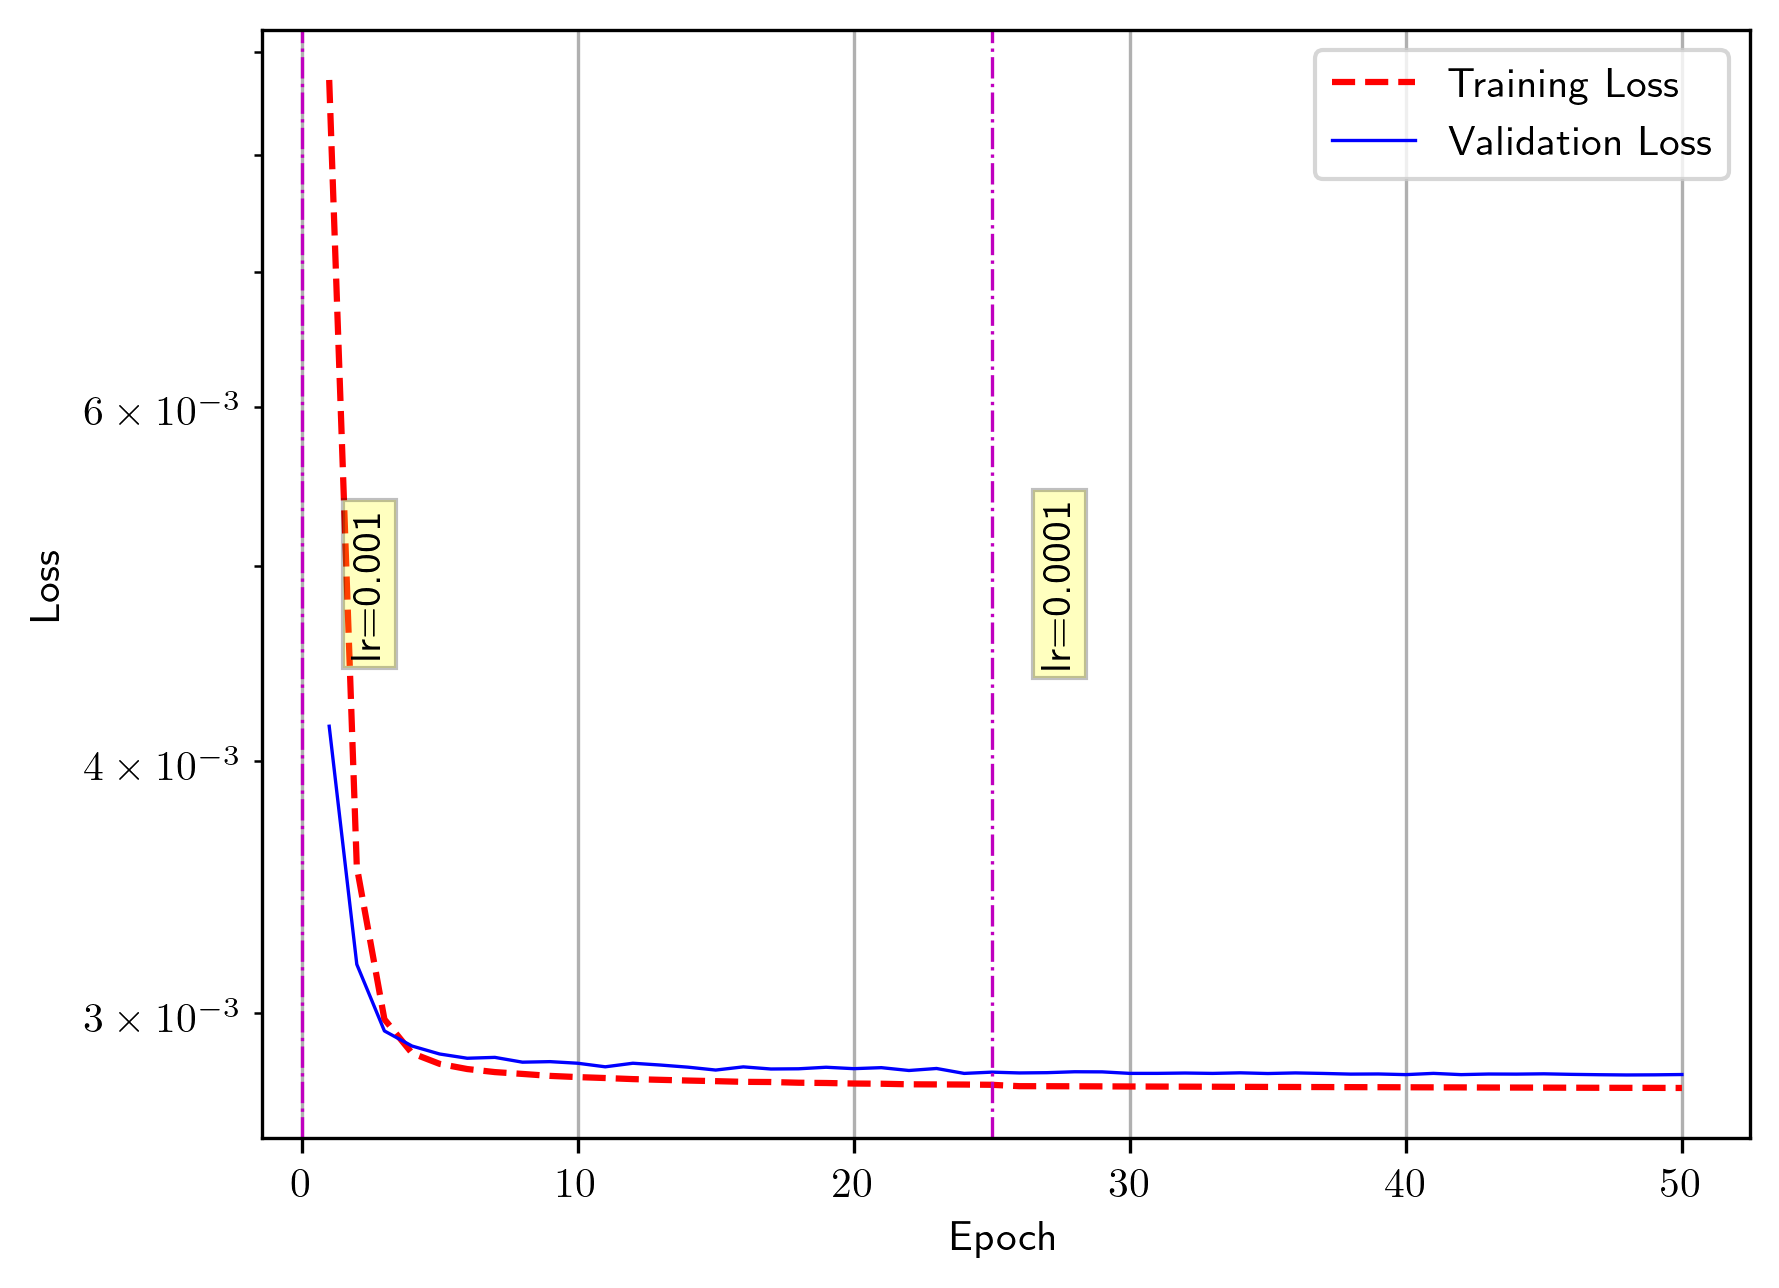 Training Loss
Validation Loss
6 × 10⁻³
4 × 10⁻³
3 × 10⁻³
Loss
lr=0.001
lr=0.0001
0 10 20 30 40 50
Epoch